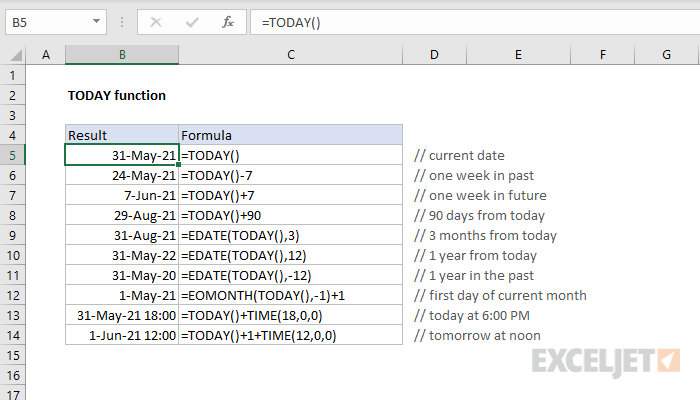 B5 fx =TODAY()
A B C D E F G
1
2 TODAY function
3
4 Result Formula
5 31-May-21 =TODAY() // current date
6 24-May-21 =TODAY()-7 // one week in past
7 7-Jun-21 =TODAY()+7 // one week in future
8 29-Aug-21 =TODAY()+90 // 90 days from today
9 31-Aug-21 =EDATE(TODAY(),3) // 3 months from today
10 31-May-22 =EDATE(TODAY(),12) // 1 year from today
11 31-May-20 =EDATE(TODAY(),-12) // 1 year in the past
12 1-May-21 =EOMONTH(TODAY(),-1)+1 // first day of current month
13 31-May-21 18:00 =TODAY()+TIME(18,0,0) // today at 6:00 PM
14 1-Jun-21 12:00 =TODAY()+1+TIME(12,0,0) // tomorrow at noon
15
16
17
EXCELJET